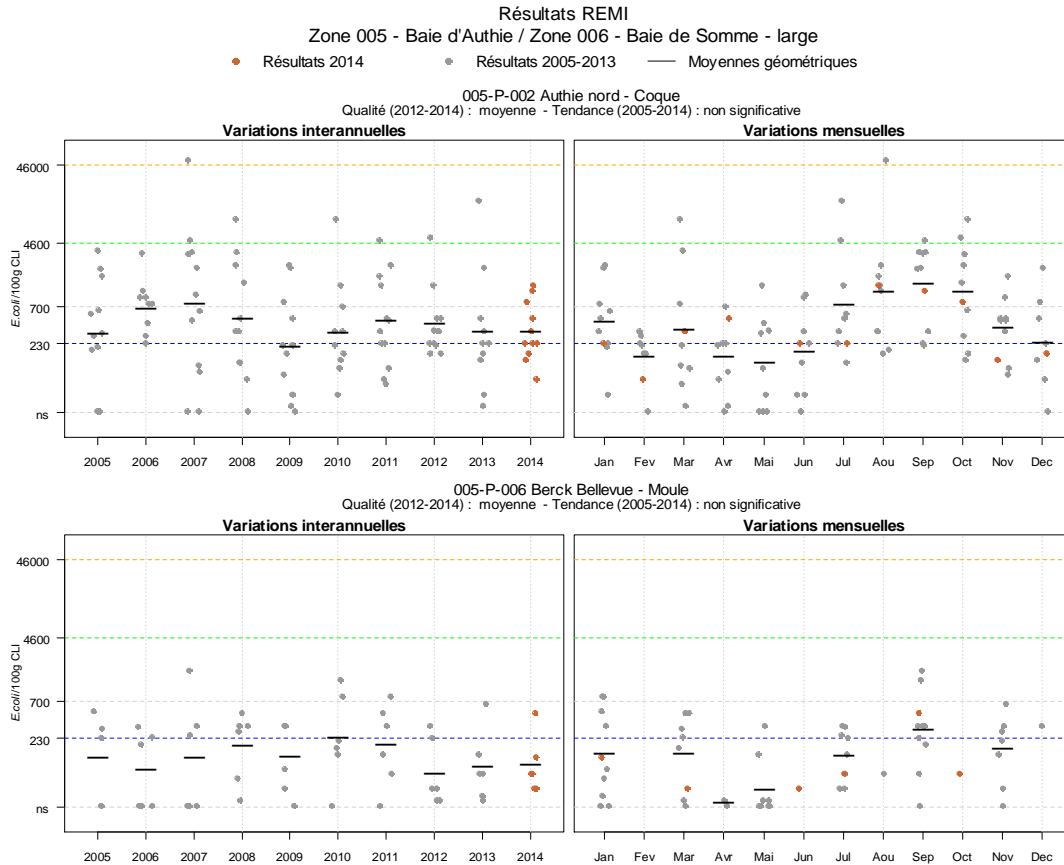 Résultats REMI
Zone 005 - Baie d'Authie / Zone 006 - Baie de Somme - large
Résultats 2014 Résultats 2005-2013 Moyennes géométriques
005-P-002 Authie nord - Coque
Qualité (2012-2014) : moyenne - Tendance (2005-2014) : non significative
Variations interannuelles Variations mensuelles
46000
4600
700
230
ns
E.coli/100g CLI
2005 2006 2007 2008 2009 2010 2011 2012 2013 2014
Jan Fev Mar Avr Mai Jun Jul Aou Sep Oct Nov Dec
005-P-006 Berck Bellevue - Moule
Qualité (2012-2014) : moyenne - Tendance (2005-2014) : non significative
Variations interannuelles Variations mensuelles
46000
4600
700
230
ns
E.coli/100g CLI
2005 2006 2007 2008 2009 2010 2011 2012 2013 2014
Jan Fev Mar Avr Mai Jun Jul Aou Sep Oct Nov Dec